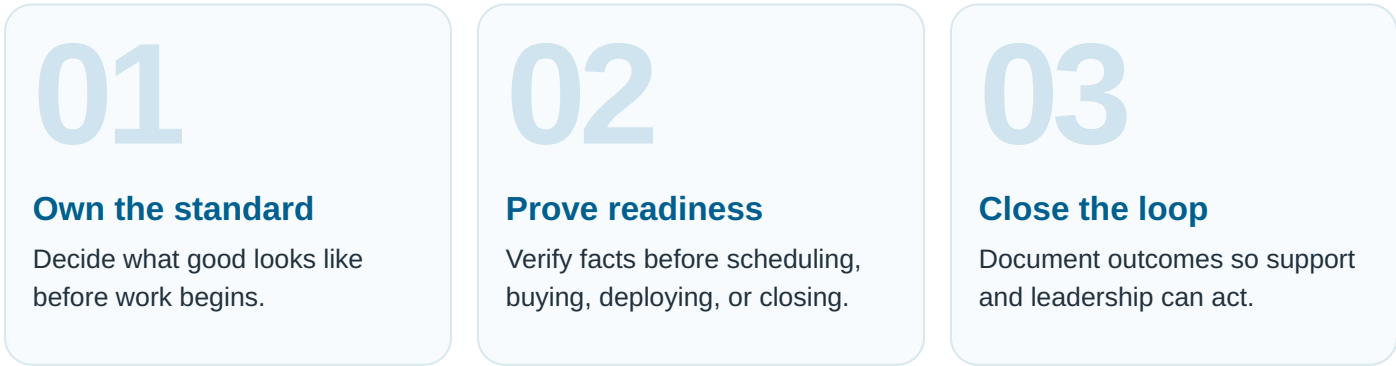 01
Own the standard
Decide what good looks like
before work begins.
02
Prove readiness
Verify facts before scheduling,
buying, deploying, or closing.
03
Close the loop
Document outcomes so support
and leadership can act.